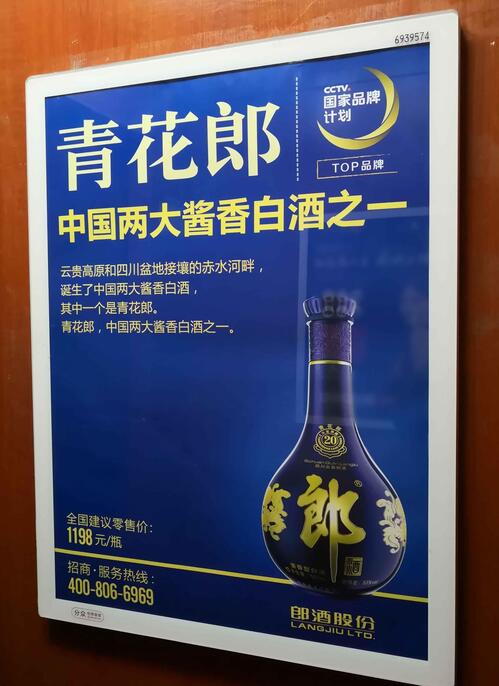 6939574
CCTV
国家品牌
计划
TOP品牌
青花郎
中国两大酱香白酒之一
云贵高原和四川盆地接壤的赤水河畔，
诞生了中国两大酱香白酒，
其中一个是青花郎。
青花郎，中国两大酱香白酒之一。
20
郎
®
全国建议零售价：
1198 元/瓶
招商·服务热线：
400-806-6969
郎酒股份
LANGJIU LTD.
分众